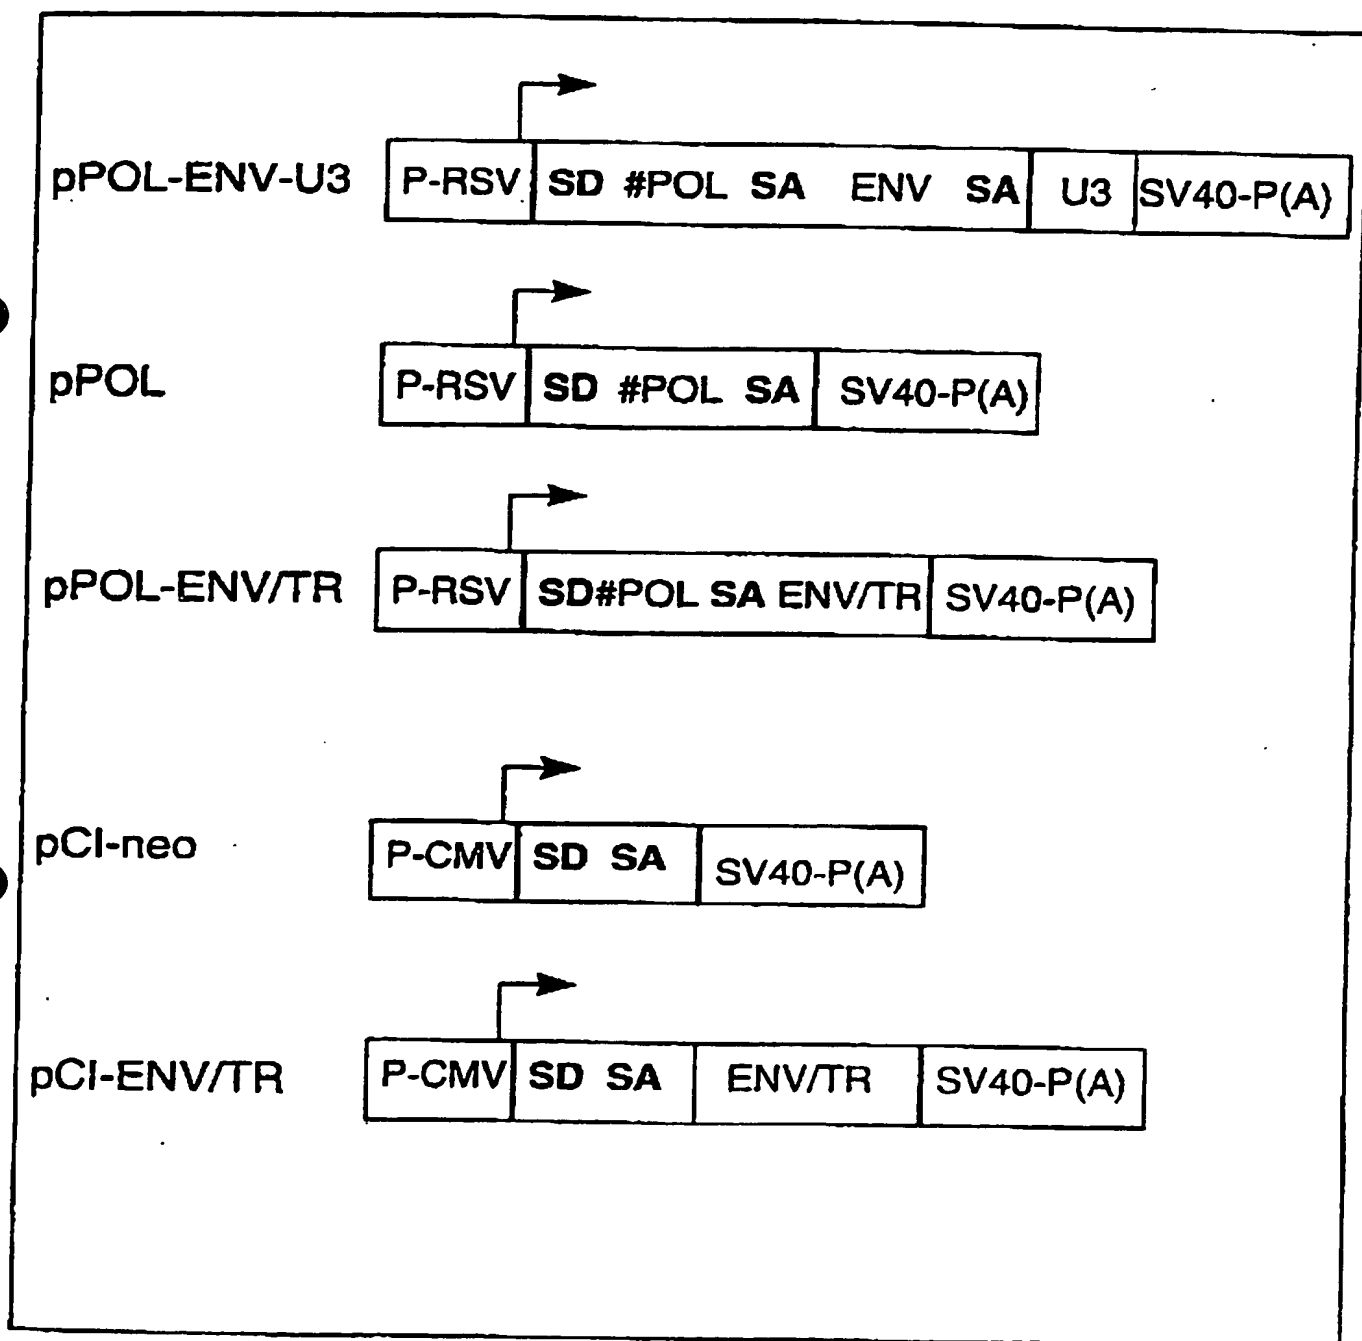 pPOL-ENV-U3 P-RSV SD #POL SA ENV SA U3 SV40-P(A)
pPOL P-RSV SD #POL SA SV40-P(A)
pPOL-ENV/TR P-RSV SD#POL SA ENV/TR SV40-P(A)
pCI-neo P-CMV SD SA SV40-P(A)
pCI-ENV/TR P-CMV SD SA ENV/TR SV40-P(A)